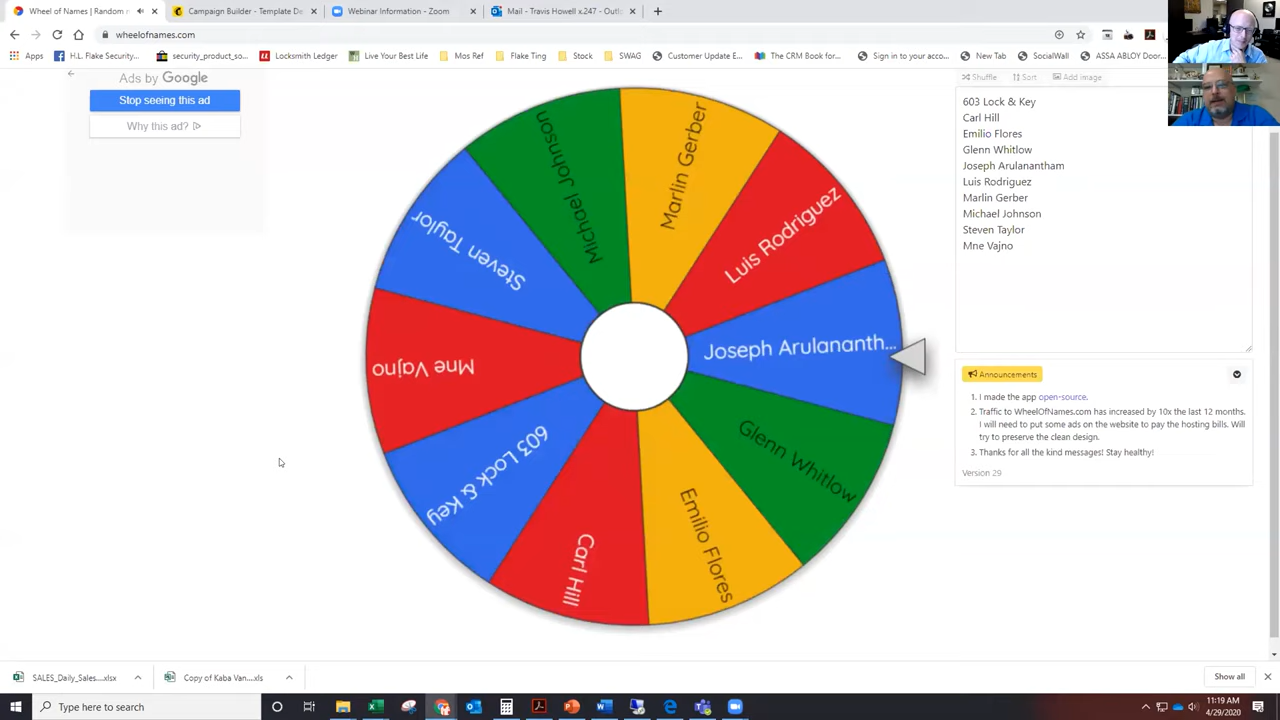 Wheel of Names | Random n
Campaign Builder - Template De
Webinar Information - Zoom
Mail - Travis Howell x.247 - Outl
wheelofnames.com
Apps
H.L. Flake Security...
security_product_so...
Locksmith Ledger
Live Your Best Life
Mos Ref
Flake Ting
Stock
SWAG
Customer Update E...
The CRM Book for...
Sign in to your acco...
New Tab
SocialWall
ASSA ABLOY Door...
Ads by Google
Stop seeing this ad
Why this ad?
Shuffle
Sort
Add image
603 Lock & Key
Carl Hill
Emilio Flores
Glenn Whitlow
Joseph Arulanantham
Luis Rodriguez
Marlin Gerber
Michael Johnson
Steven Taylor
Mne Vajno
Michael Johnson
Marlin Gerber
Luis Rodriguez
Joseph Arulananth...
Glenn Whitlow
Emilio Flores
Carl Hill
603 Lock & Key
Mne Vajno
Steven Taylor
Announcements
1. I made the app open-source.
2. Traffic to WheelOfNames.com has increased by 10x the last 12 months.
I will need to put some ads on the website to pay the hosting bills. Will
try to preserve the clean design.
3. Thanks for all the kind messages! Stay healthy!
Version 29
SALES_Daily_Sales....xlsx
Copy of Kaba Van....xls
Show all
Type here to search
11:19 AM
4/29/2020